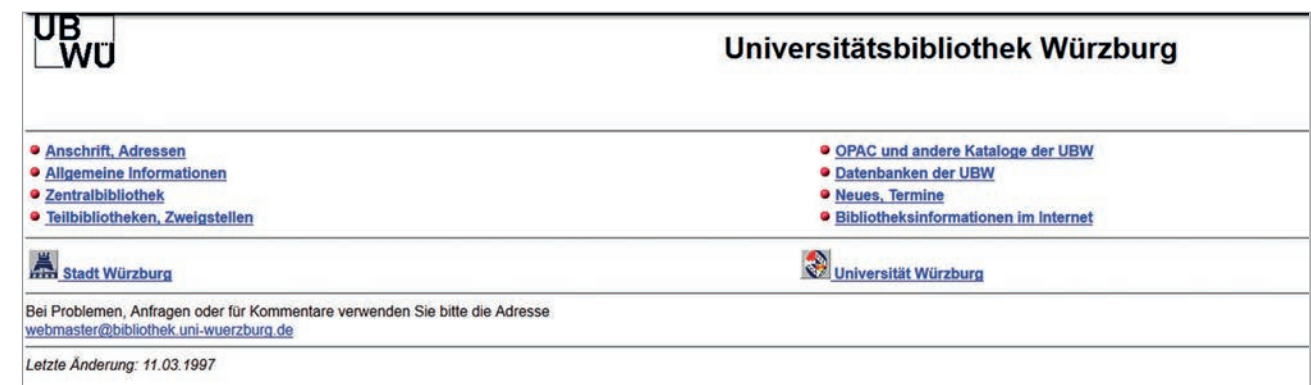 UB
WÜ
Universitätsbibliothek Würzburg
Anschrift, Adressen
Allgemeine Informationen
Zentralbibliothek
Teilbibliotheken, Zweigstellen
OPAC und andere Kataloge der UBW
Datenbanken der UBW
Neues, Termine
Bibliotheksinformationen im Internet
Stadt Würzburg
Universität Würzburg
Bei Problemen, Anfragen oder für Kommentare verwenden Sie bitte die Adresse
webmaster@bibliothek.uni-wuerzburg.de
Letzte Änderung: 11.03.1997